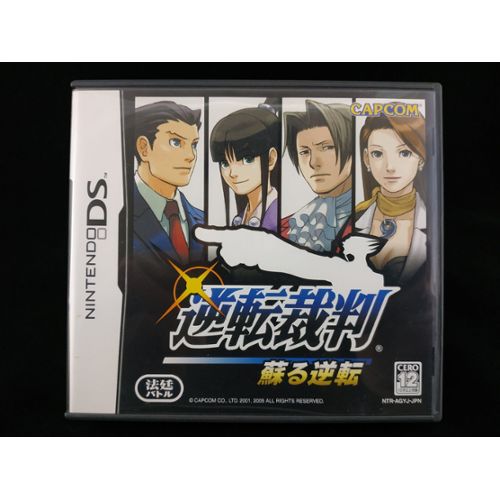 NINTENDO DS™
CAPCOM
逆転裁判®
蘇る逆転
法廷
バトル
© CAPCOM CO., LTD. 2001, 2005 ALL RIGHTS RESERVED.
CERO
12
NTR-AGYJ-JPN